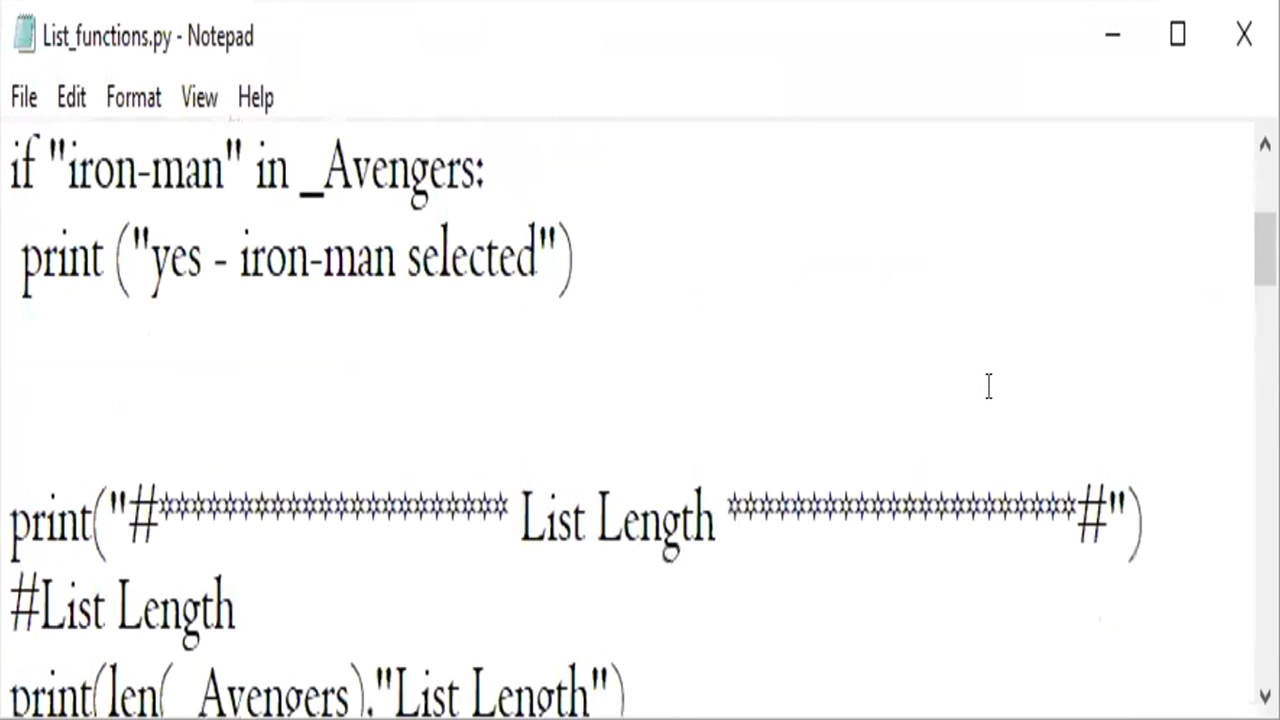 List_functions.py - Notepad
File Edit Format View Help
if "iron-man" in _Avengers:
print ("yes - iron-man selected")
print("#********************** List Length **********************#")
#List Length
print(len(_Avengers),"List Length")